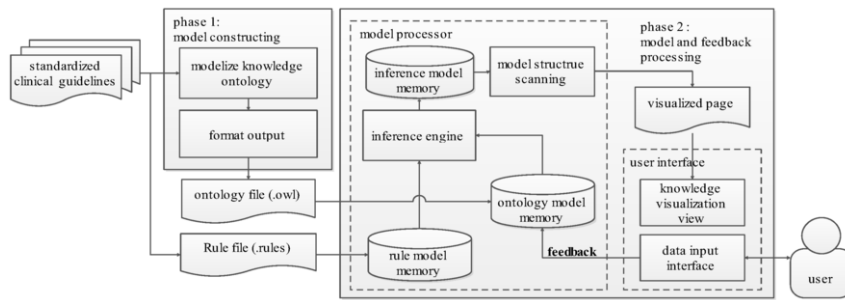 phase 1:
model constructing
standardized
clinical guidelines
modelize knowledge
ontology
format output
ontology file (.owl)
Rule file (.rules)
model processor
inference model
memory
model structrue
scanning
inference engine
ontology model
memory
rule model
memory
phase 2 :
model and feedback
processing
visualized page
user interface
knowledge
visualization
view
feedback
data input
interface
user